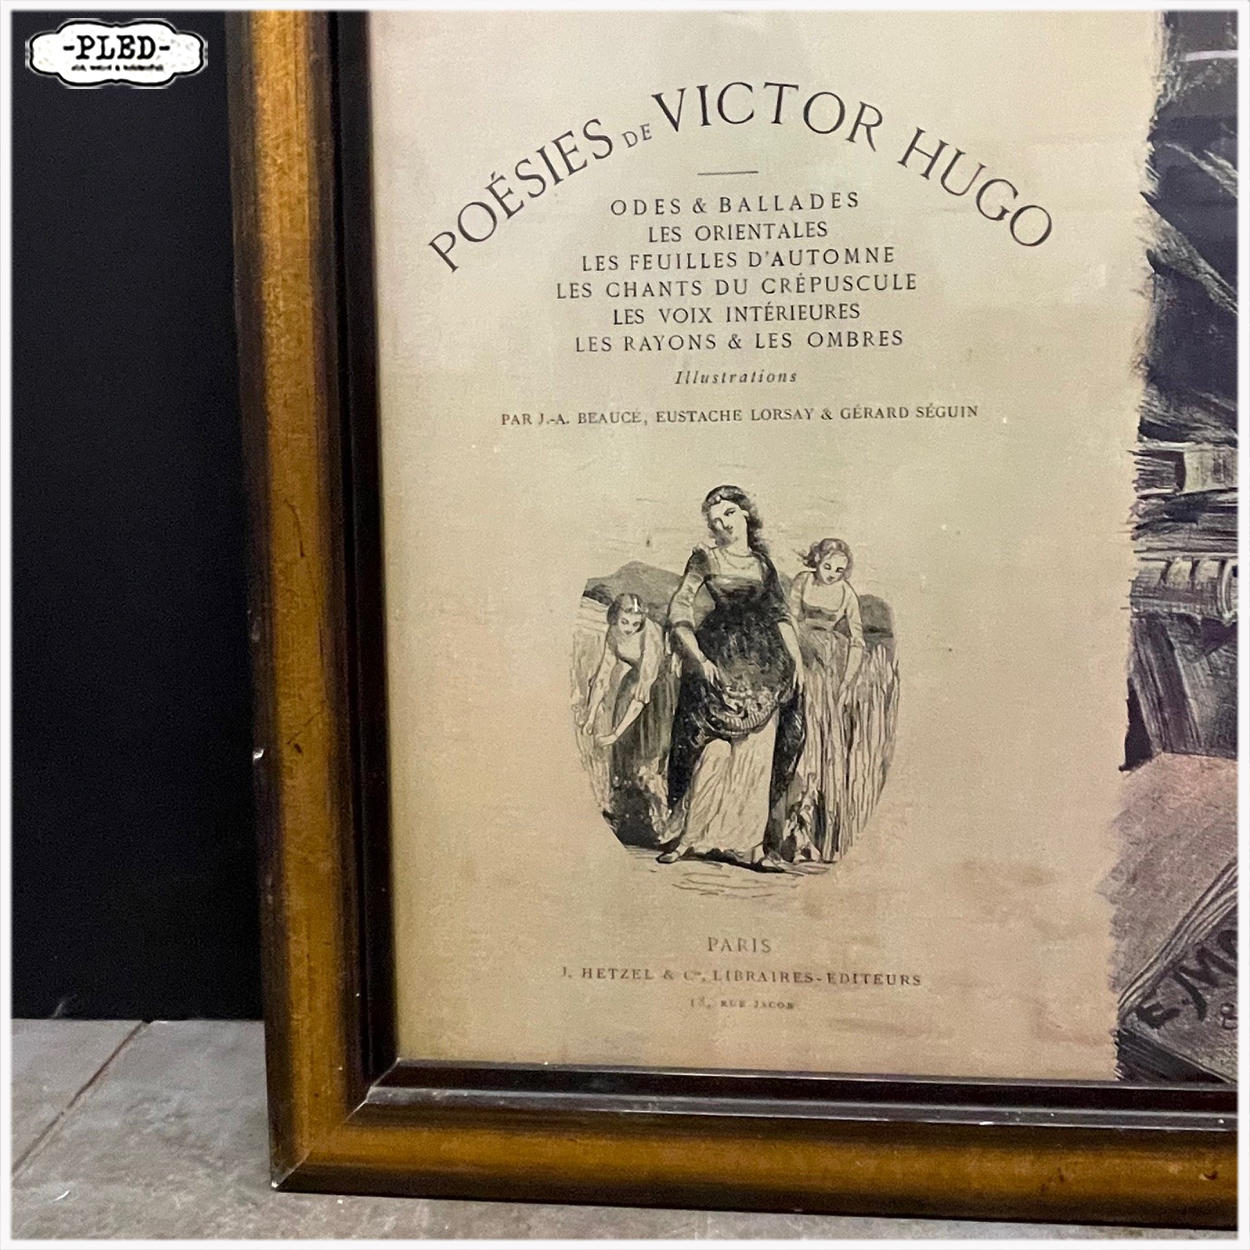 -PLED-
POÉSIES DE VICTOR HUGO
ODES & BALLADES
LES ORIENTALES
LES FEUILLES D'AUTOMNE
LES CHANTS DU CRÉPUSCULE
LES VOIX INTÉRIEURES
LES RAYONS & LES OMBRES
Illustrations
PAR J.-A. BEAUCÉ, EUSTACHE LORSAY & GÉRARD SÉGUIN
PARIS
J. HETZEL & Cie, LIBRAIRES-EDITEURS
18, RUE JACOB